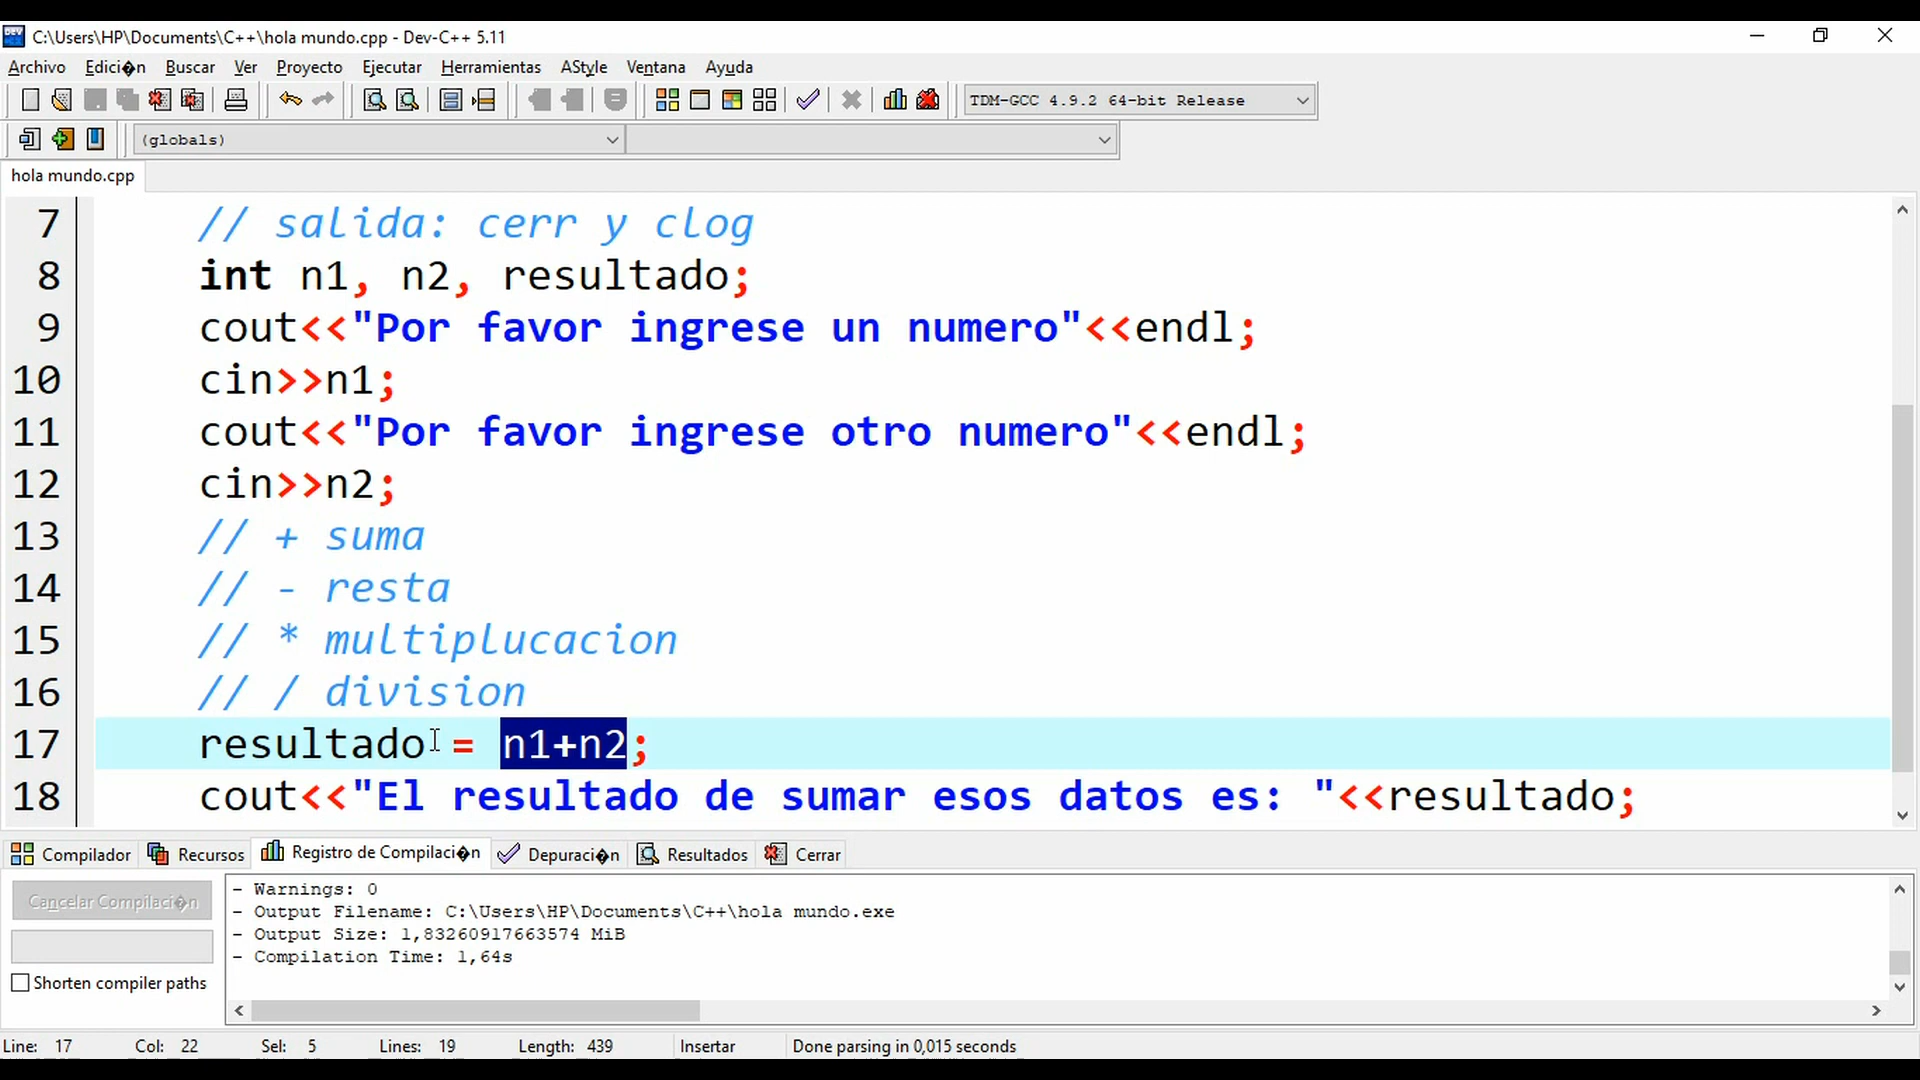 C:\Users\HP\Documents\C++\hola mundo.cpp - Dev-C++ 5.11
Archivo Edici�n Buscar Ver Proyecto Ejecutar Herramientas AStyle Ventana Ayuda
TDM-GCC 4.9.2 64-bit Release
(globals)
hola mundo.cpp
7 // salida: cerr y clog
8 int n1, n2, resultado;
9 cout<<"Por favor ingrese un numero"<<endl;
10 cin>>n1;
11 cout<<"Por favor ingrese otro numero"<<endl;
12 cin>>n2;
13 // + suma
14 // - resta
15 // * multiplucacion
16 // / division
17 resultado = n1+n2;
18 cout<<"El resultado de sumar esos datos es: "<<resultado;
Compilador Recursos Registro de Compilaci�n Depuraci�n Resultados Cerrar
Cancelar Compilaci�n
Shorten compiler paths
- Warnings: 0
- Output Filename: C:\Users\HP\Documents\C++\hola mundo.exe
- Output Size: 1,83260917663574 MiB
- Compilation Time: 1,64s
Line: 17 Col: 22 Sel: 5 Lines: 19 Length: 439 Insertar Done parsing in 0,015 seconds